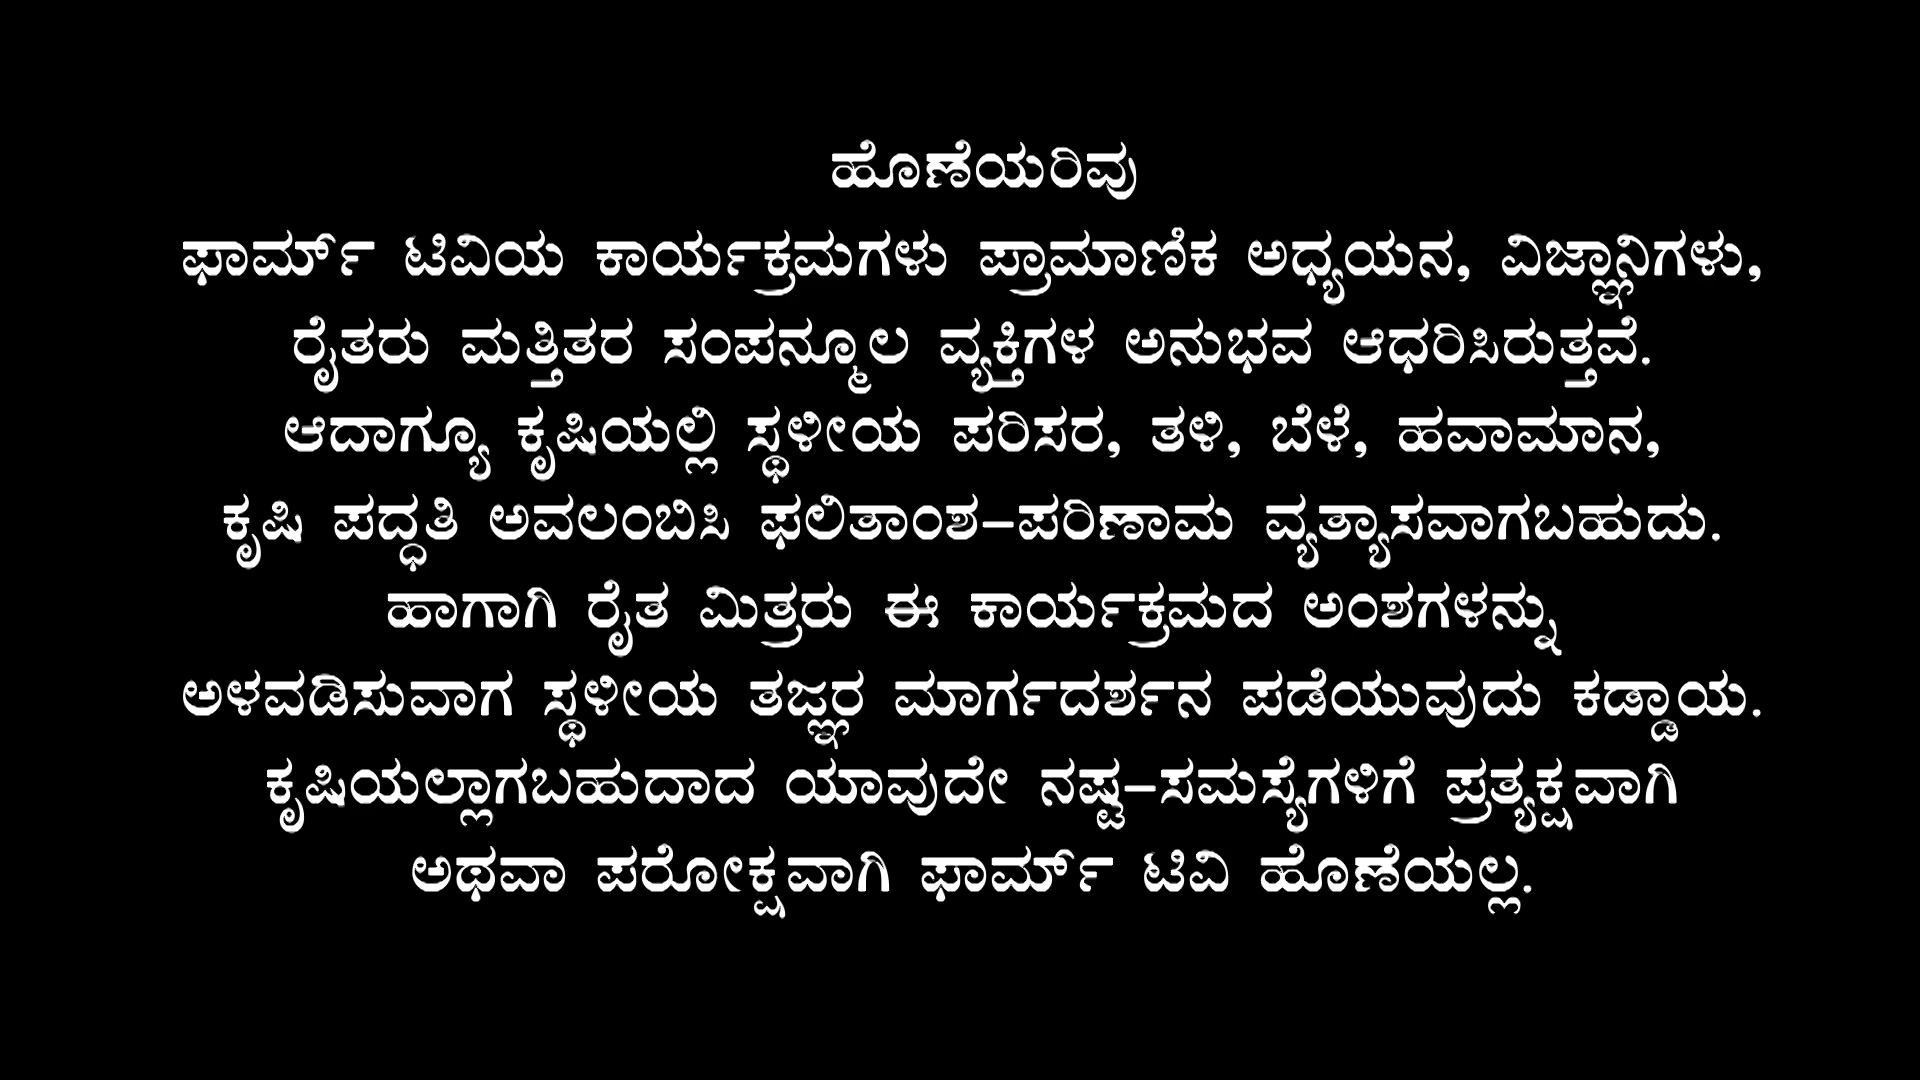 ಹೊಣೆಯರಿವು
ಫಾರ್ಮ್ ಟಿವಿಯ ಕಾರ್ಯಕ್ರಮಗಳು ಪ್ರಾಮಾಣಿಕ ಅಧ್ಯಯನ, ವಿಜ್ಞಾನಿಗಳು,
ರೈತರು ಮತ್ತಿತರ ಸಂಪನ್ಮೂಲ ವ್ಯಕ್ತಿಗಳ ಅನುಭವ ಆಧರಿಸಿರುತ್ತವೆ.
ಆದಾಗ್ಯೂ ಕೃಷಿಯಲ್ಲಿ ಸ್ಥಳೀಯ ಪರಿಸರ, ತಳಿ, ಬೆಳೆ, ಹವಾಮಾನ,
ಕೃಷಿ ಪದ್ಧತಿ ಅವಲಂಬಿಸಿ ಫಲಿತಾಂಶ–ಪರಿಣಾಮ ವ್ಯತ್ಯಾಸವಾಗಬಹುದು.
ಹಾಗಾಗಿ ರೈತ ಮಿತ್ರರು ಈ ಕಾರ್ಯಕ್ರಮದ ಅಂಶಗಳನ್ನು
ಅಳವಡಿಸುವಾಗ ಸ್ಥಳೀಯ ತಜ್ಞರ ಮಾರ್ಗದರ್ಶನ ಪಡೆಯುವುದು ಕಡ್ಡಾಯ.
ಕೃಷಿಯಲ್ಲಾಗಬಹುದಾದ ಯಾವುದೇ ನಷ್ಟ–ಸಮಸ್ಯೆಗಳಿಗೆ ಪ್ರತ್ಯಕ್ಷವಾಗಿ
ಅಥವಾ ಪರೋಕ್ಷವಾಗಿ ಫಾರ್ಮ್ ಟಿವಿ ಹೊಣೆಯಲ್ಲ.